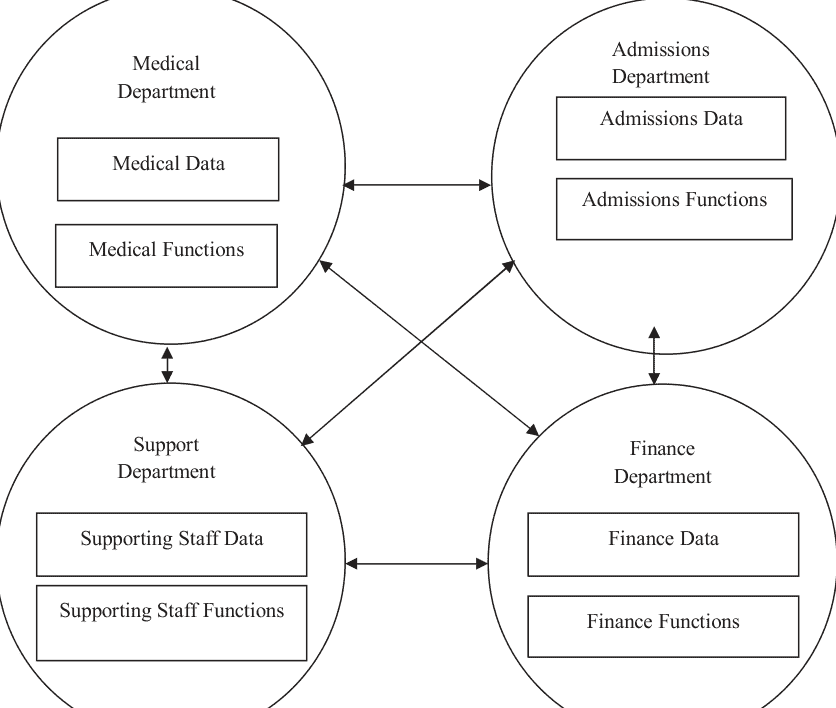 Medical
Department
Medical Data
Medical Functions
Admissions
Department
Admissions Data
Admissions Functions
Support
Department
Supporting Staff Data
Supporting Staff Functions
Finance
Department
Finance Data
Finance Functions